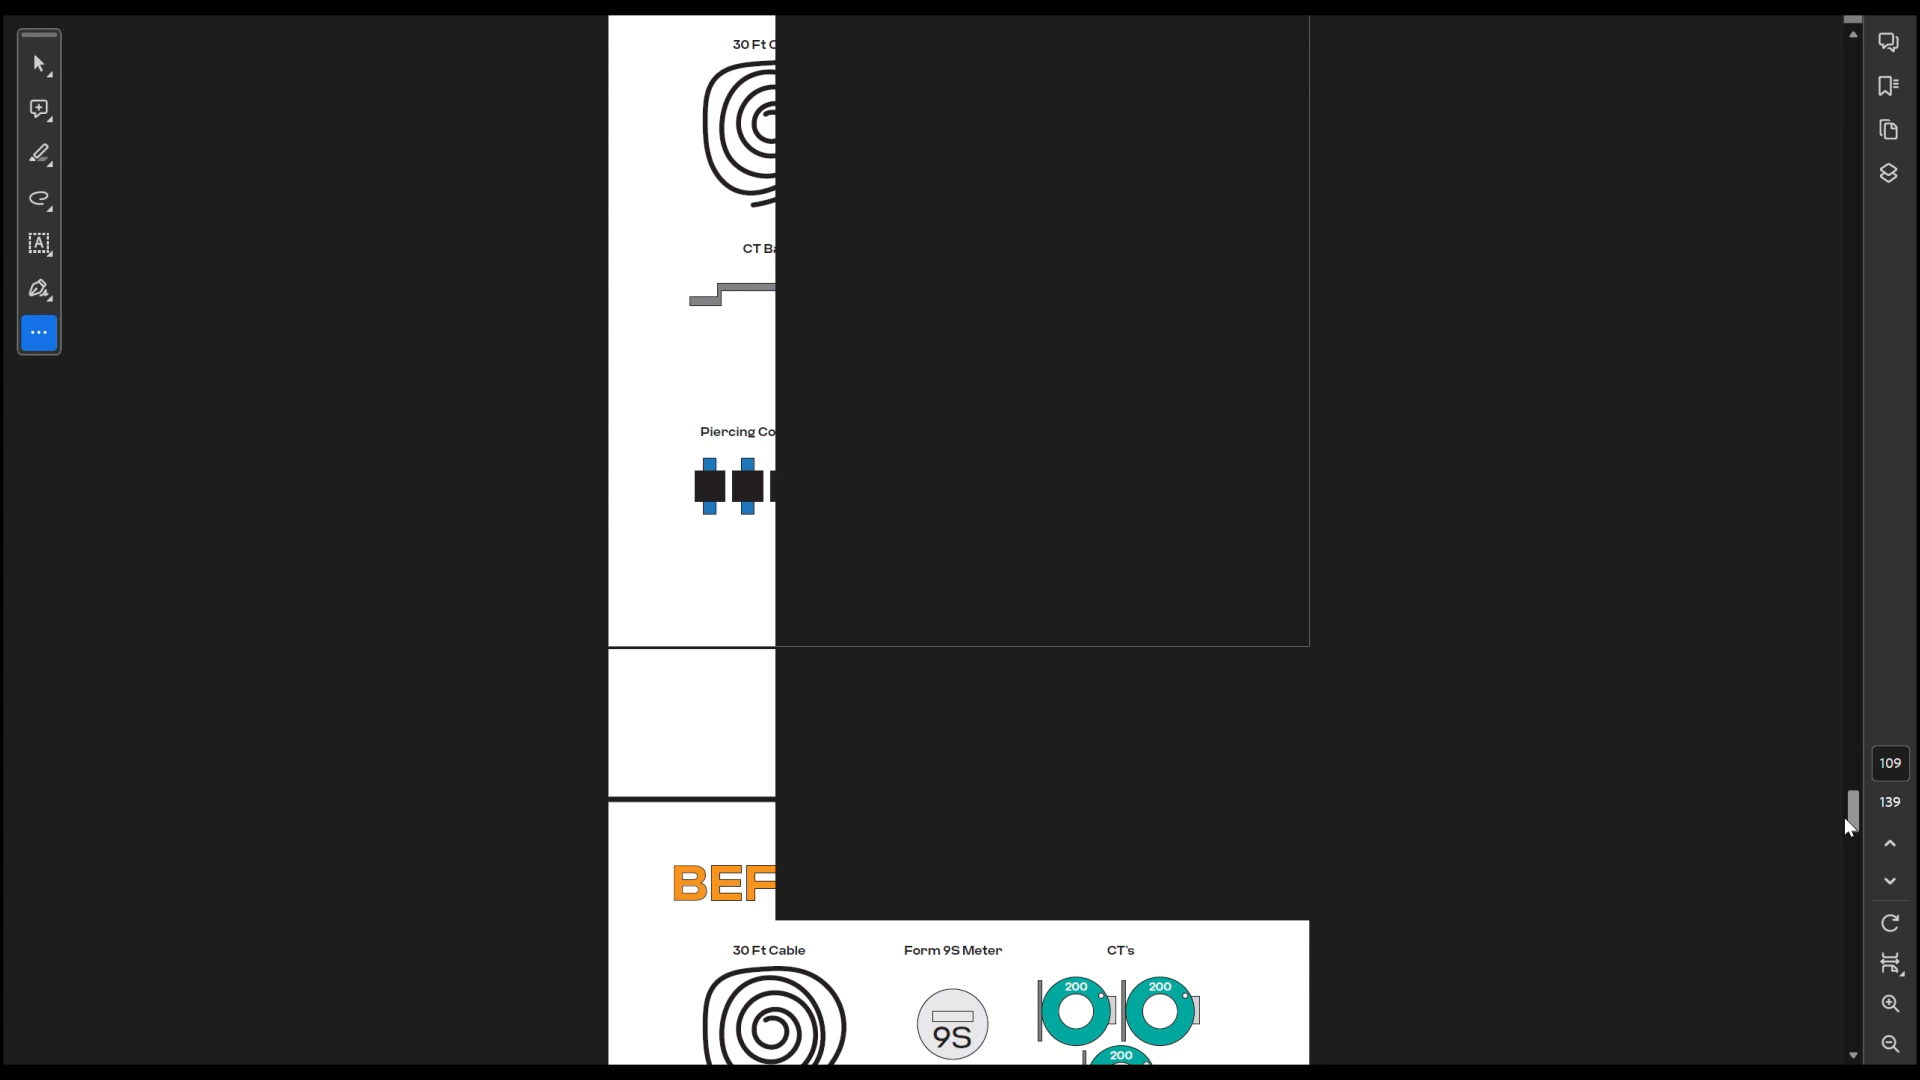 30 Ft C
CT Ba
Piercing Co
BEF
30 Ft Cable
Form 9S Meter
CT's
200
200
9S
200
A
109
139